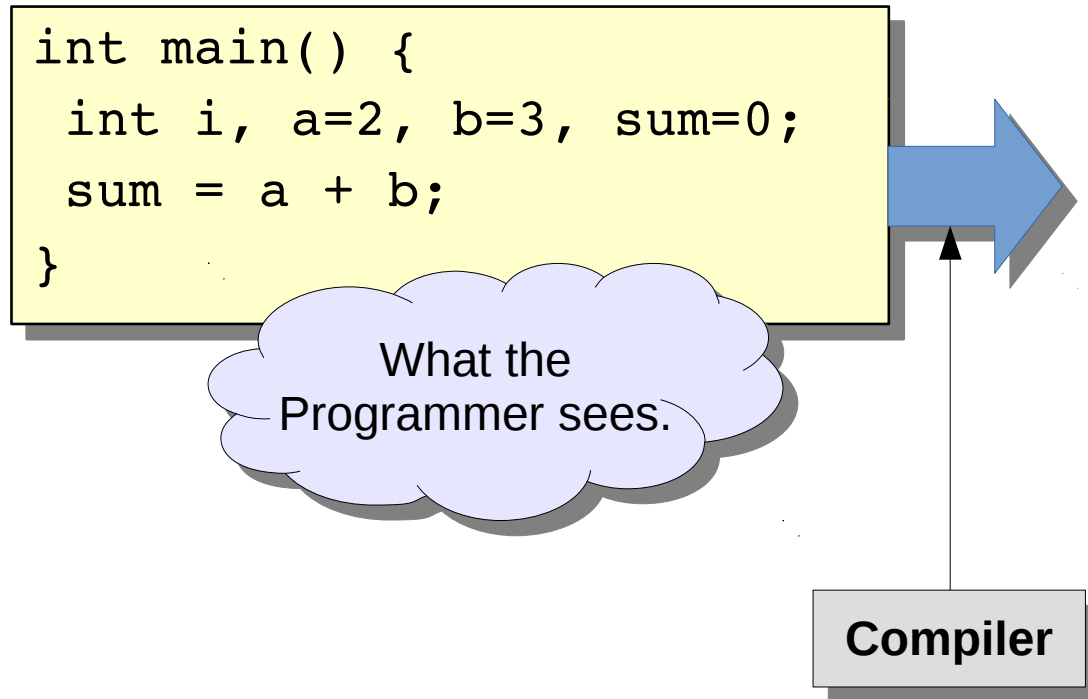 int main() {
int i, a=2, b=3, sum=0;
sum = a + b;
}
What the
Programmer sees.
Compiler